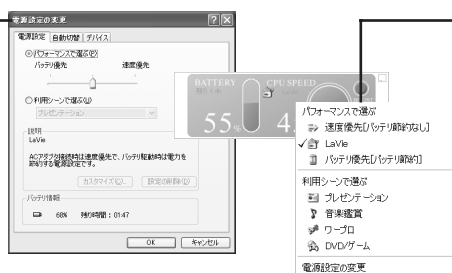 電源設定の変更
電源設定 自動切替 デバイス
パフォーマンスで選ぶ(P)
バッテリ優先 速度優先
利用シーンで選ぶ(U)
プレゼンテーション
説明
LaVie
ACアダプタ接続時は速度優先で、バッテリ駆動時は電力を
節約する電源設定です。
カスタマイズ(C)... 設定の削除(D)
バッテリ情報
68% 残り時間 : 01:47
OK キャンセル
BATTERY CPU SPEED
LaVie
55%
4.
パフォーマンスで選ぶ
速度優先[バッテリ節約なし]
LaVie
バッテリ優先[バッテリ節約]
利用シーンで選ぶ
プレゼンテーション
音楽鑑賞
ワープロ
DVD/ゲーム
電源設定の変更